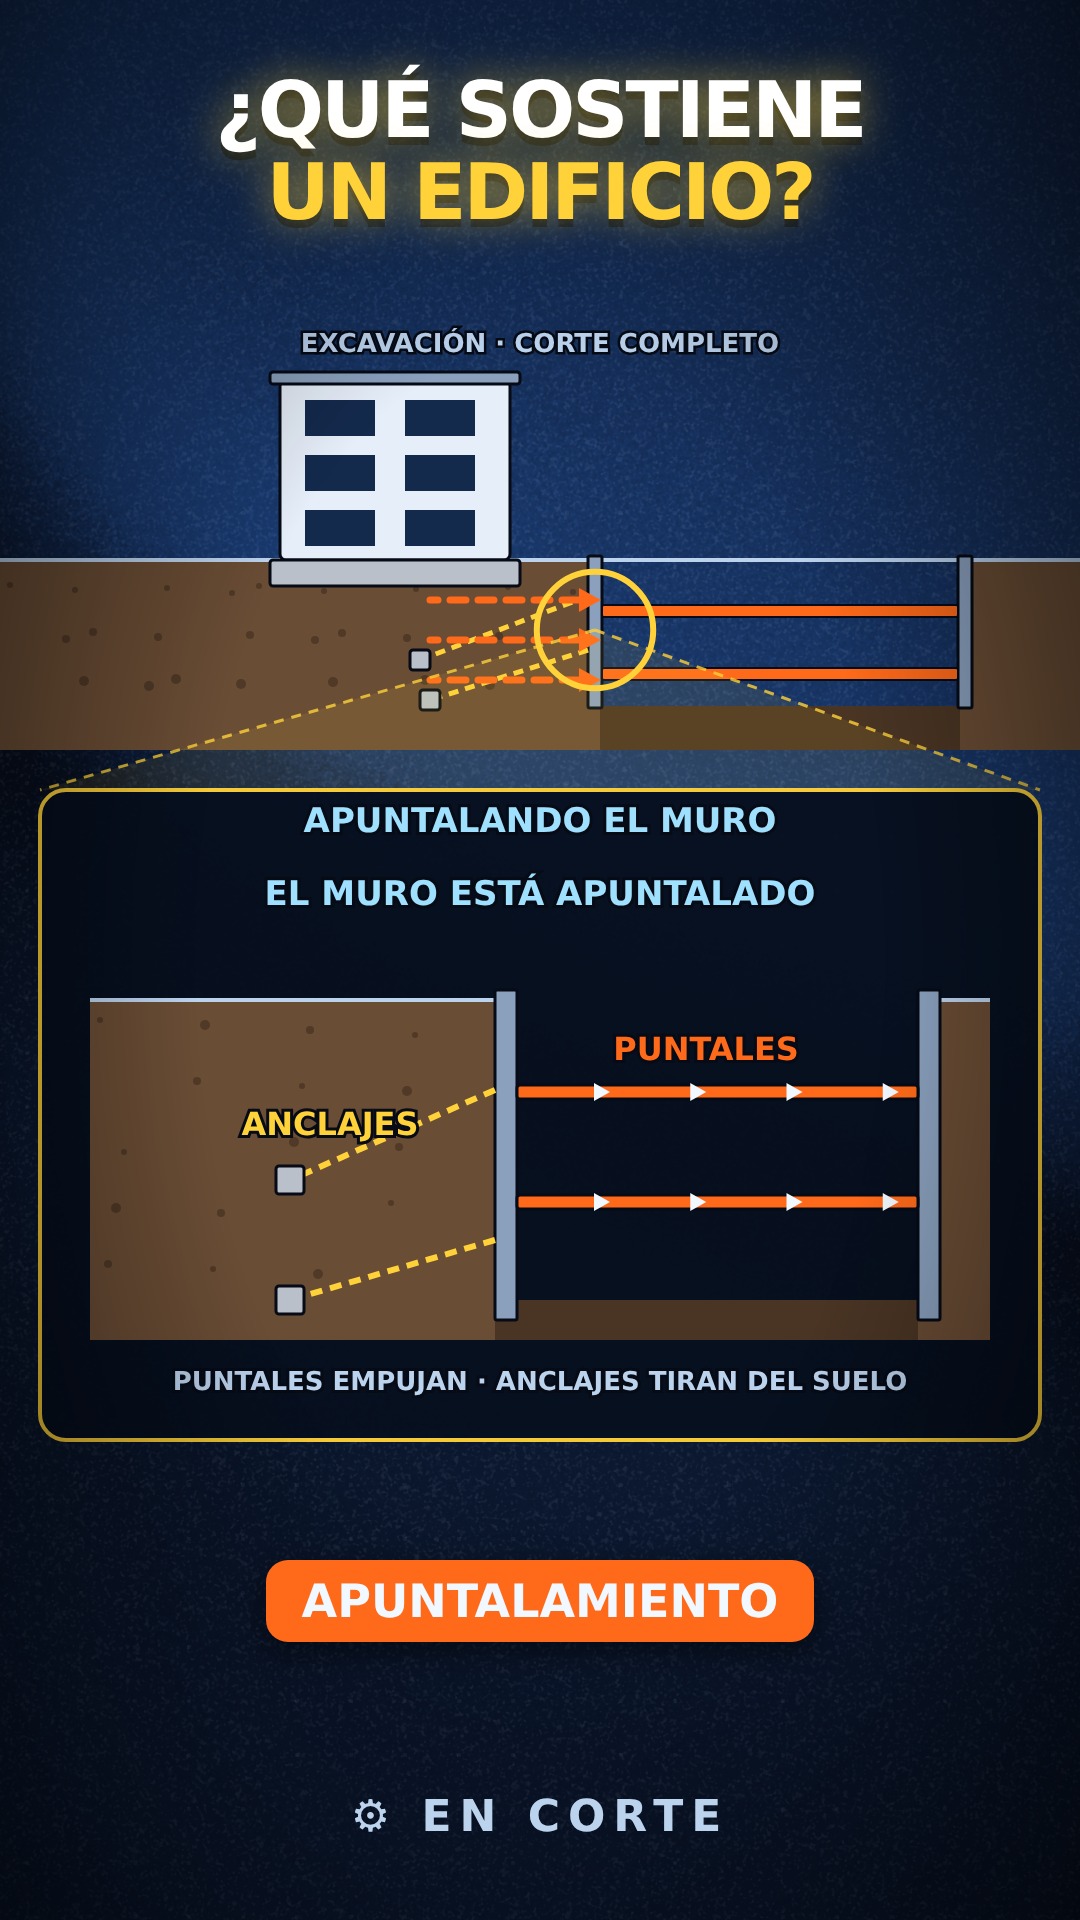 ¿QUÉ SOSTIENE
UN EDIFICIO?
EXCAVACIÓN · CORTE COMPLETO
APUNTALANDO EL MURO
EL MURO ESTÁ APUNTALADO
PUNTALES
ANCLAJES
PUNTALES EMPUJAN · ANCLAJES TIRAN DEL SUELO
APUNTALAMIENTO
⚙ EN CORTE